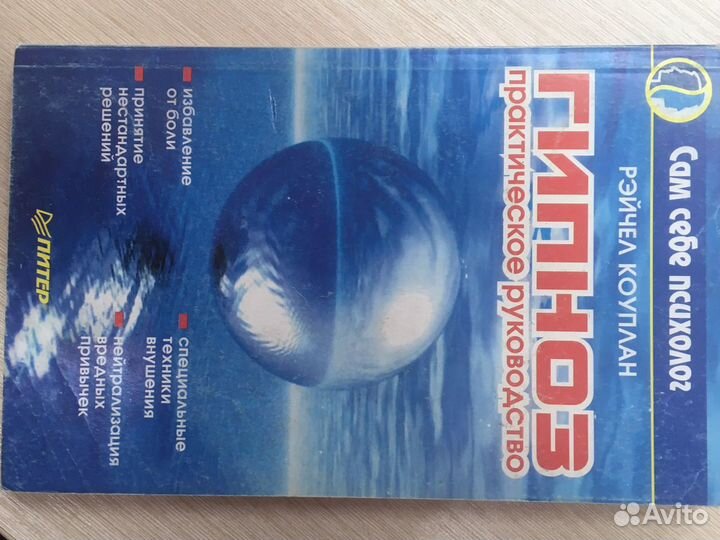 Сам себе психолог
РЭЙЧЕЛ КОУПЛАН
ГИПНОЗ
практическое руководство
избавление
от боли
принятие
нестандартных
решений
специальные
техники
внушения
нейтрализация
вредных
привычек
ПИТЕР
Avito